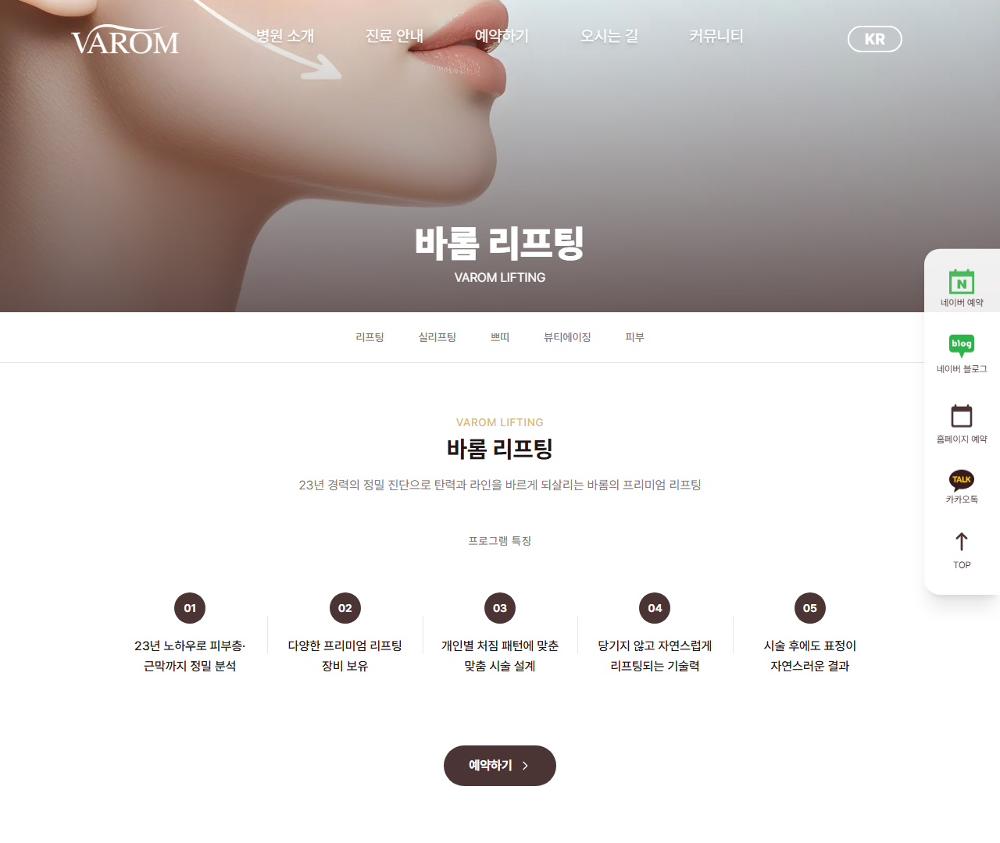 VAROM
병원 소개
진료 안내
예약하기
오시는 길
커뮤니티
KR
바롬 리프팅
VAROM LIFTING
네이버 예약
blog
네이버 블로그
홈페이지 예약
TALK
카카오톡
TOP
리프팅
실리프팅
쁘띠
뷰티에이징
피부
VAROM LIFTING
바롬 리프팅
23년 경력의 정밀 진단으로 탄력과 라인을 바르게 되살리는 바롬의 프리미엄 리프팅
프로그램 특징
01
23년 노하우로 피부층·
근막까지 정밀 분석
02
다양한 프리미엄 리프팅
장비 보유
03
개인별 처짐 패턴에 맞춘
맞춤 시술 설계
04
당기지 않고 자연스럽게
리프팅되는 기술력
05
시술 후에도 표정이
자연스러운 결과
예약하기